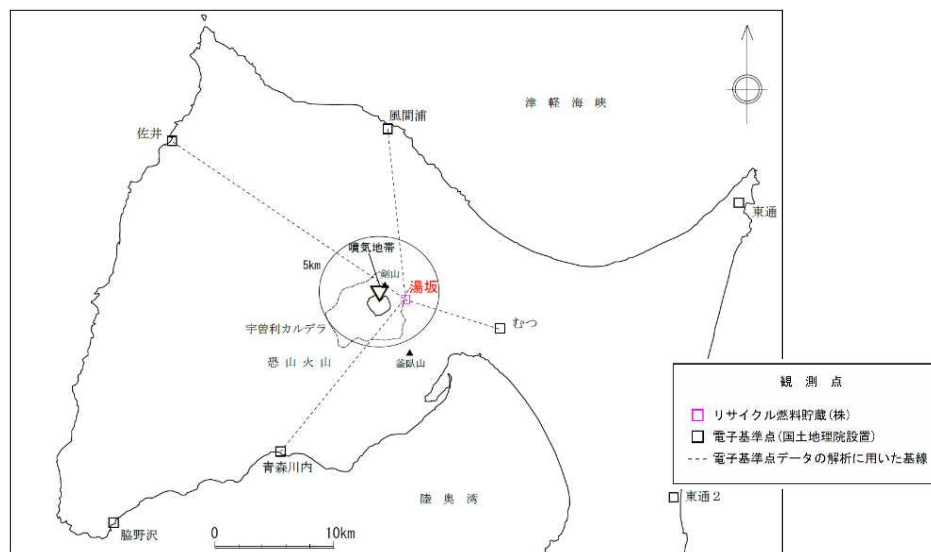 津軽海峡
風間浦
佐井
東通
噴気地帯
5km
剣山
湯坂
むつ
宇曽利カルデラ
恐山火山
釜臥山
観測点
リサイクル燃料貯蔵(株)
電子基準点(国土地理院設置)
電子基準点データの解析に用いた基線
青森川内
陸奥湾
東通2
脇野沢
0 10km